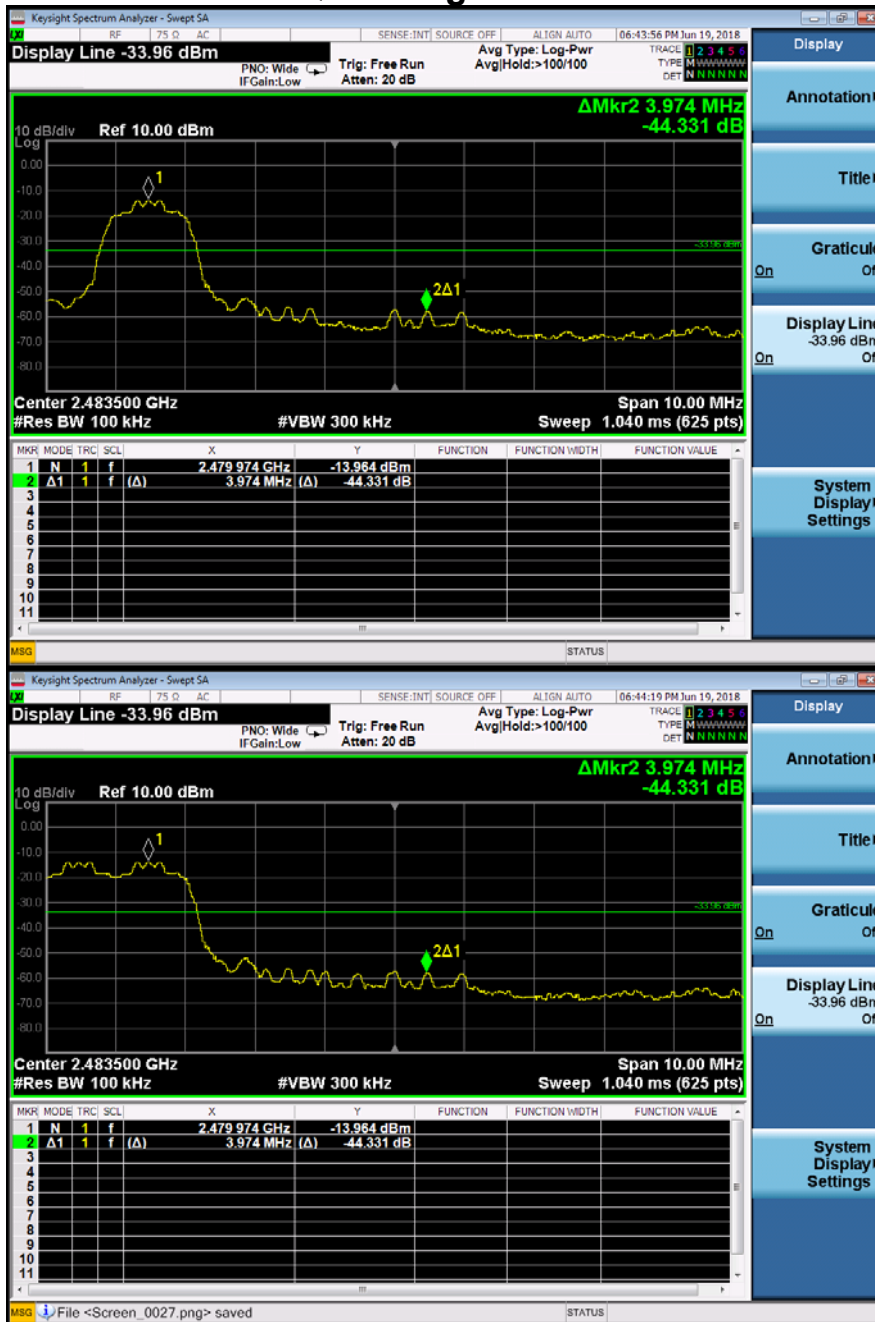 Keysight Spectrum Analyzer - Swept SA
LXI RF 75 Ω AC SENSE:INT SOURCE OFF ALIGN AUTO 06:43:56 PM Jun 19, 2018
Display Line -33.96 dBm
PNO: Wide
IFGain:Low
Trig: Free Run
Atten: 20 dB
Avg Type: Log-Pwr
Avg|Hold:>100/100
TRACE 1 2 3 4 5 6
TYPE M WWWWW
DET N N N N N N
ΔMkr2 3.974 MHz
-44.331 dB
10 dB/div Ref 10.00 dBm
Log
0.00
-10.0
-20.0
-30.0
-40.0
-50.0
-60.0
-70.0
-80.0
1
-33.96 dBm
2Δ1
Center 2.483500 GHz Span 10.00 MHz
#Res BW 100 kHz #VBW 300 kHz Sweep 1.040 ms (625 pts)
MKR MODE TRC SCL X Y FUNCTION FUNCTION WIDTH FUNCTION VALUE
1 N 1 f 2.479 974 GHz -13.964 dBm
2 Δ1 1 f (Δ) 3.974 MHz (Δ) -44.331 dB
3
4
5
6
7
8
9
10
11
MSG STATUS
Display
Annotation
Title
Graticule
On Of
Display Line
-33.96 dBm
On Of
System
Display
Settings
Keysight Spectrum Analyzer - Swept SA
LXI RF 75 Ω AC SENSE:INT SOURCE OFF ALIGN AUTO 06:44:19 PM Jun 19, 2018
Display Line -33.96 dBm
PNO: Wide
IFGain:Low
Trig: Free Run
Atten: 20 dB
Avg Type: Log-Pwr
Avg|Hold:>100/100
TRACE 1 2 3 4 5 6
TYPE M WWWWW
DET N N N N N N
ΔMkr2 3.974 MHz
-44.331 dB
10 dB/div Ref 10.00 dBm
Log
0.00
-10.0
-20.0
-30.0
-40.0
-50.0
-60.0
-70.0
-80.0
1
-33.96 dBm
2Δ1
Center 2.483500 GHz Span 10.00 MHz
#Res BW 100 kHz #VBW 300 kHz Sweep 1.040 ms (625 pts)
MKR MODE TRC SCL X Y FUNCTION FUNCTION WIDTH FUNCTION VALUE
1 N 1 f 2.479 974 GHz -13.964 dBm
2 Δ1 1 f (Δ) 3.974 MHz (Δ) -44.331 dB
3
4
5
6
7
8
9
10
11
MSG File <Screen_0027.png> saved STATUS
Display
Annotation
Title
Graticule
On Of
Display Line
-33.96 dBm
On Of
System
Display
Settings